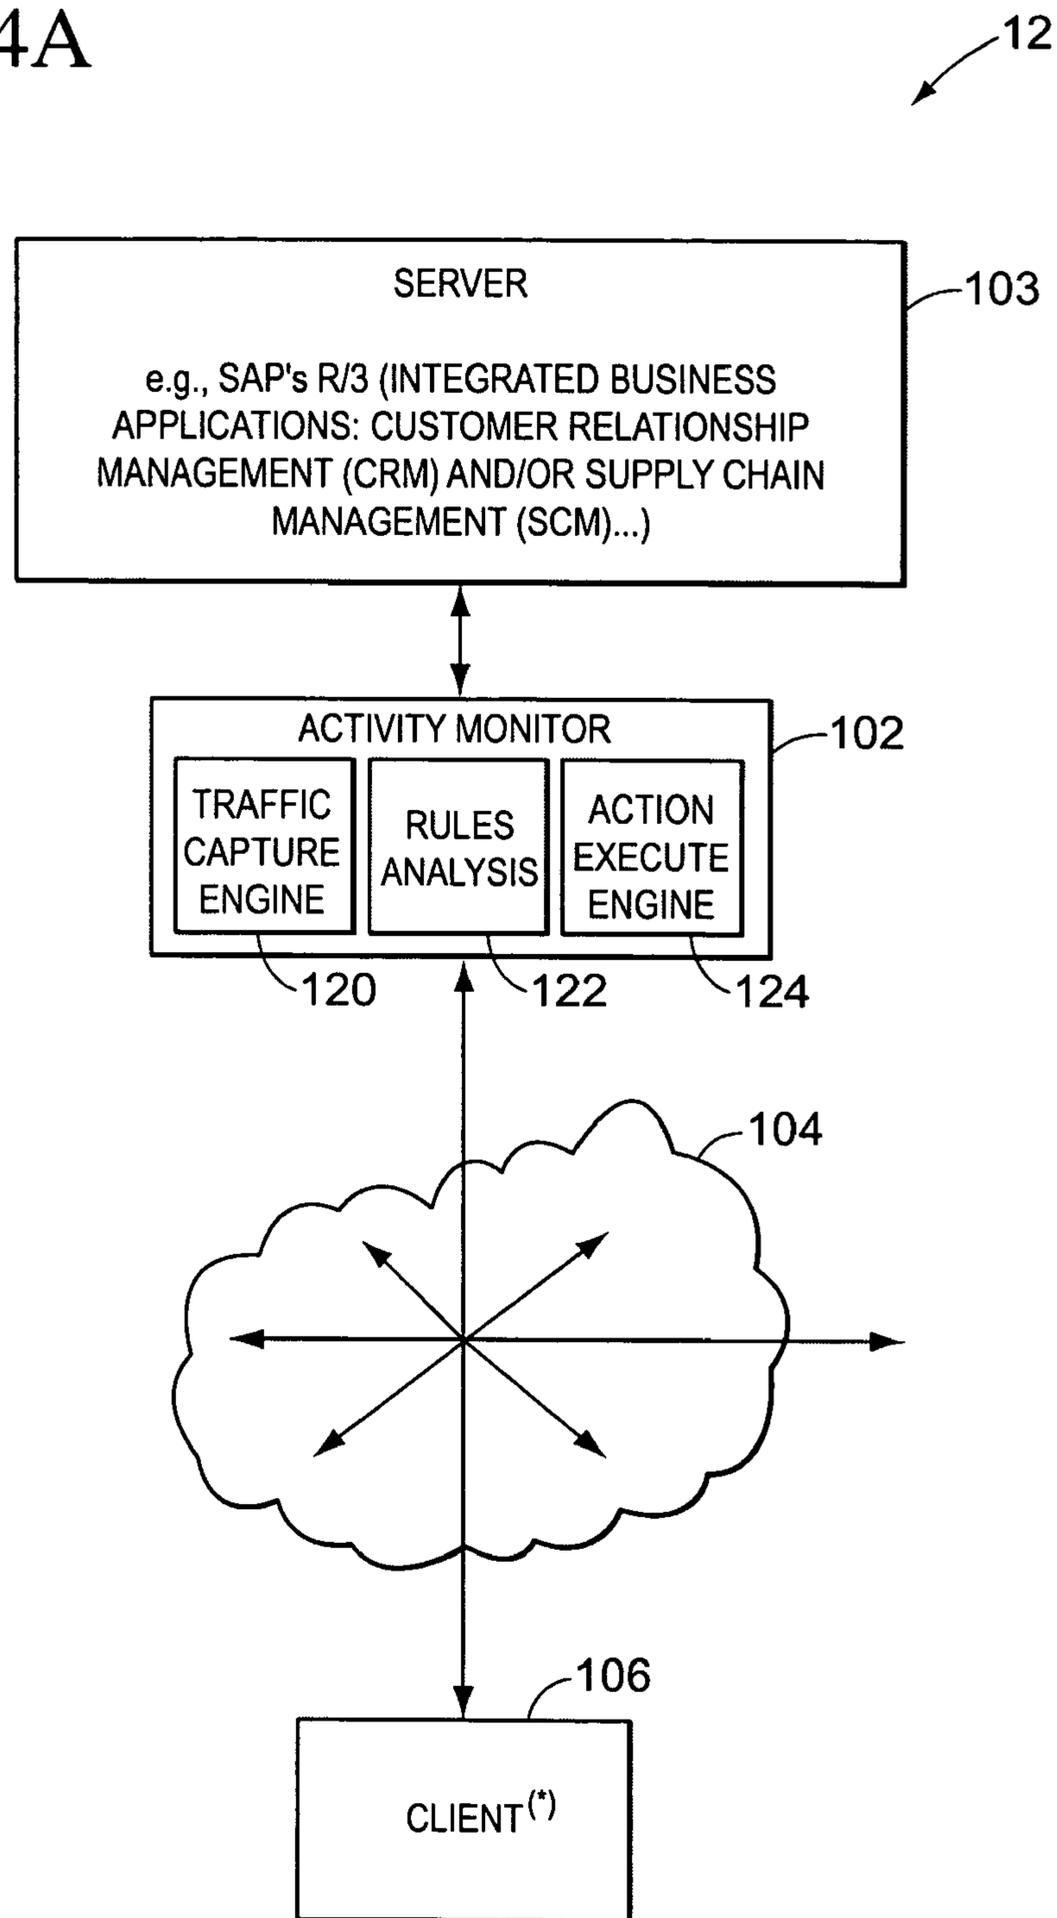 4A
12
SERVER
103
e.g., SAP's R/3 (INTEGRATED BUSINESS
APPLICATIONS: CUSTOMER RELATIONSHIP
MANAGEMENT (CRM) AND/OR SUPPLY CHAIN
MANAGEMENT (SCM)...)
ACTIVITY MONITOR
102
TRAFFIC
CAPTURE
ENGINE
RULES
ANALYSIS
ACTION
EXECUTE
ENGINE
120
122
124
104
106
CLIENT(*)